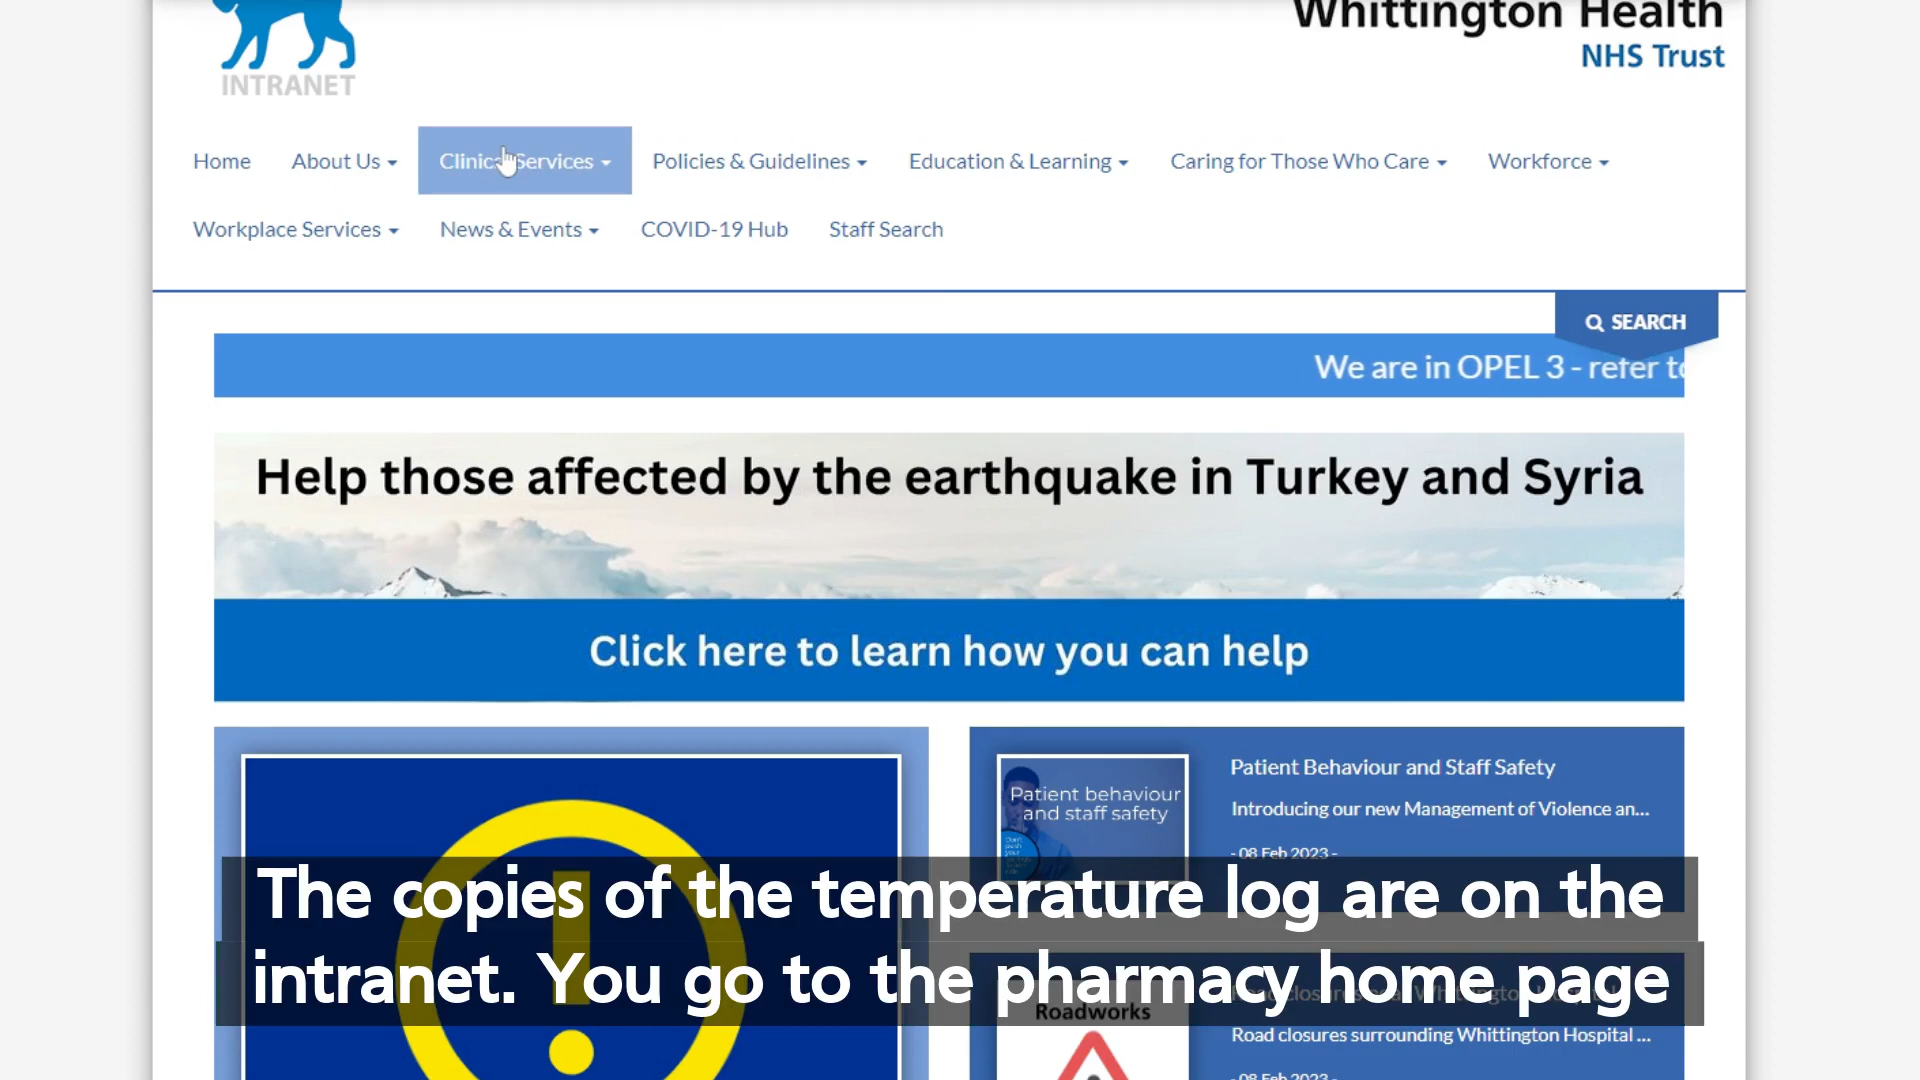 Whittington Health
NHS Trust
INTRANET
Home About Us Clinical Services Policies & Guidelines Education & Learning Caring for Those Who Care Workforce
Workplace Services News & Events COVID-19 Hub Staff Search
SEARCH
We are in OPEL 3 - refer to
Help those affected by the earthquake in Turkey and Syria
Click here to learn how you can help
Patient behaviour
and staff safety
Patient Behaviour and Staff Safety
Introducing our new Management of Violence an...
- 08 Feb 2023 -
The copies of the temperature log are on the
intranet. You go to the pharmacy home page
Roadworks
Road closures surrounding Whittington Hospital ...
- 08 Feb 2023 -